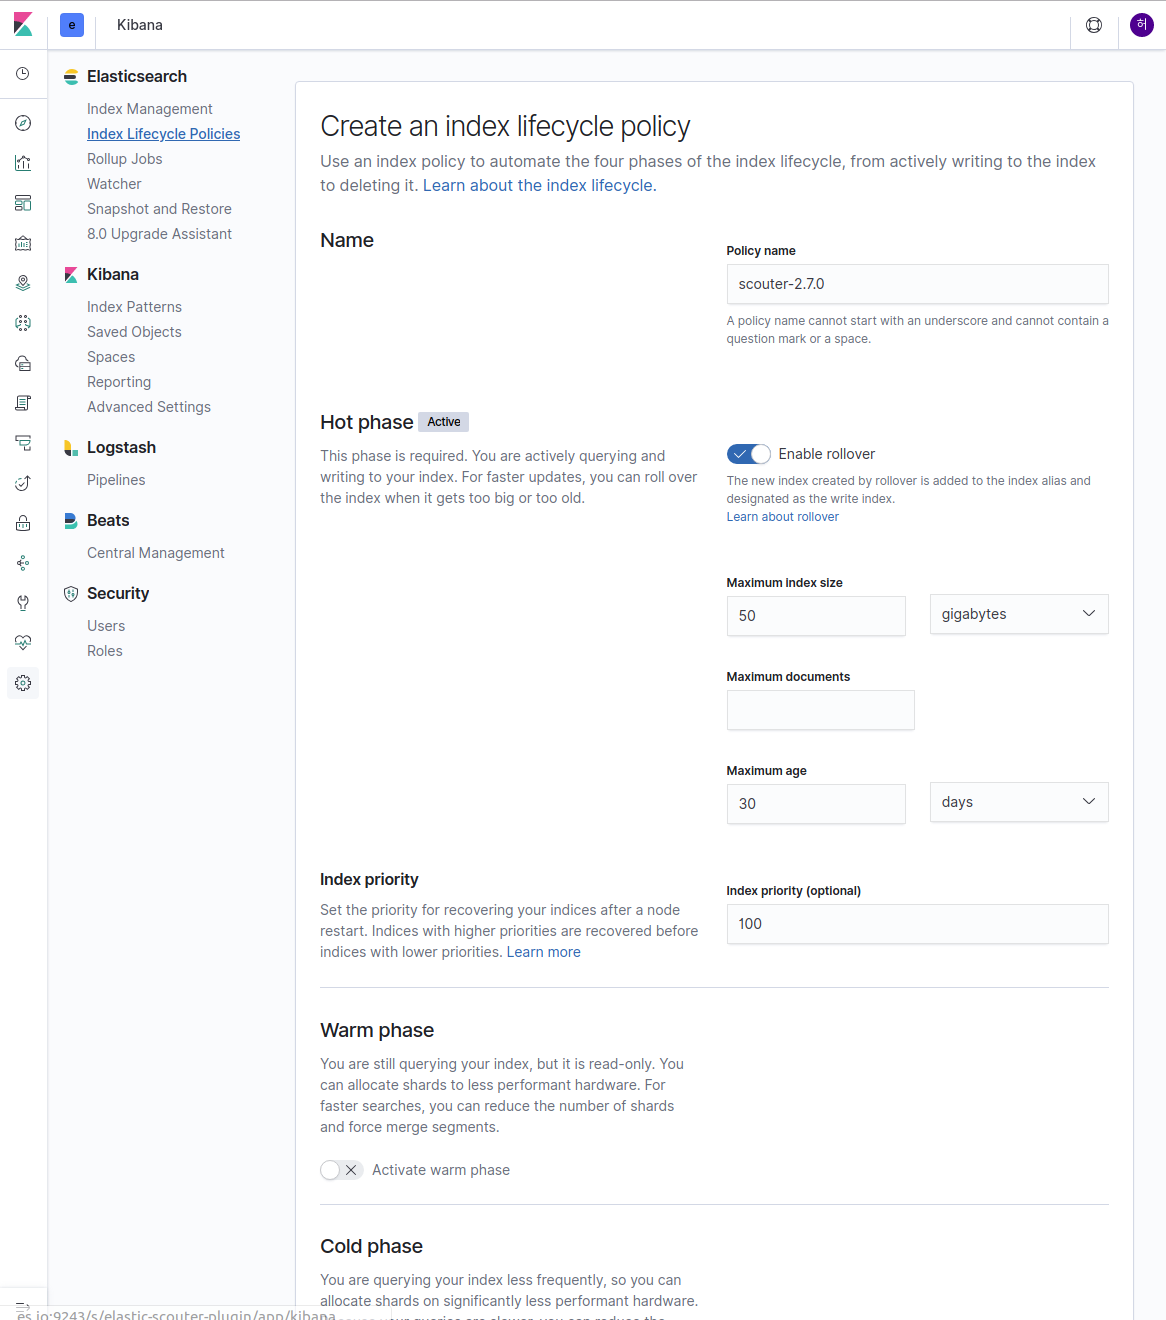 e
Kibana
허
Elasticsearch
Index Management
Index Lifecycle Policies
Rollup Jobs
Watcher
Snapshot and Restore
8.0 Upgrade Assistant
Kibana
Index Patterns
Saved Objects
Spaces
Reporting
Advanced Settings
Logstash
Pipelines
Beats
Central Management
Security
Users
Roles
Create an index lifecycle policy
Use an index policy to automate the four phases of the index lifecycle, from actively writing to the index
to deleting it. Learn about the index lifecycle.
Name
Policy name
scouter-2.7.0
A policy name cannot start with an underscore and cannot contain a
question mark or a space.
Hot phase Active
This phase is required. You are actively querying and
writing to your index. For faster updates, you can roll over
the index when it gets too big or too old.
Enable rollover
The new index created by rollover is added to the index alias and
designated as the write index.
Learn about rollover
Maximum index size
50 gigabytes
Maximum documents
Maximum age
30 days
Index priority
Set the priority for recovering your indices after a node
restart. Indices with higher priorities are recovered before
indices with lower priorities. Learn more
Index priority (optional)
100
Warm phase
You are still querying your index, but it is read-only. You
can allocate shards to less performant hardware. For
faster searches, you can reduce the number of shards
and force merge segments.
Activate warm phase
Cold phase
You are querying your index less frequently, so you can
allocate shards on significantly less performant hardware.
es.io:9243/s/elastic-scouter-plugin/app/kibana